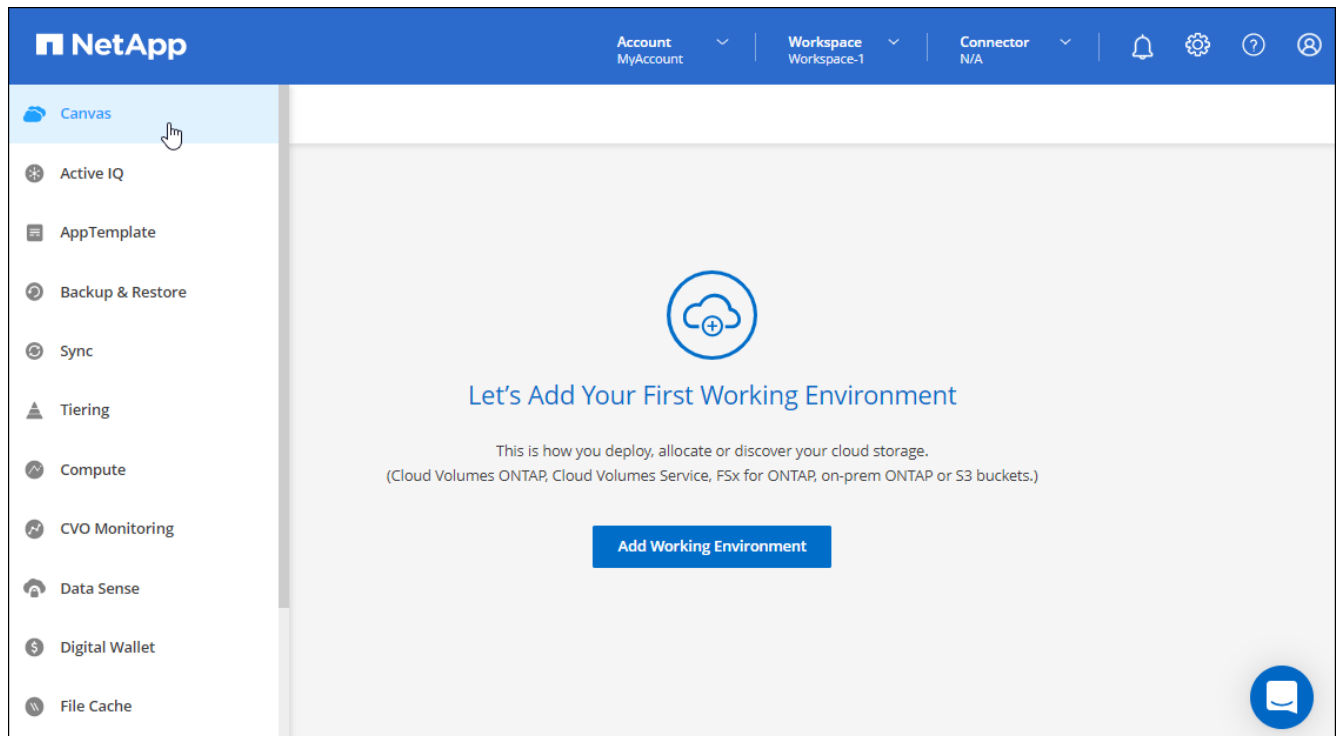 NetApp
Account
MyAccount
Workspace
Workspace-1
Connector
N/A
Canvas
Active IQ
AppTemplate
Backup & Restore
Sync
Tiering
Compute
CVO Monitoring
Data Sense
Digital Wallet
File Cache
Let's Add Your First Working Environment
This is how you deploy, allocate or discover your cloud storage.
(Cloud Volumes ONTAP, Cloud Volumes Service, FSx for ONTAP, on-prem ONTAP or S3 buckets.)
Add Working Environment